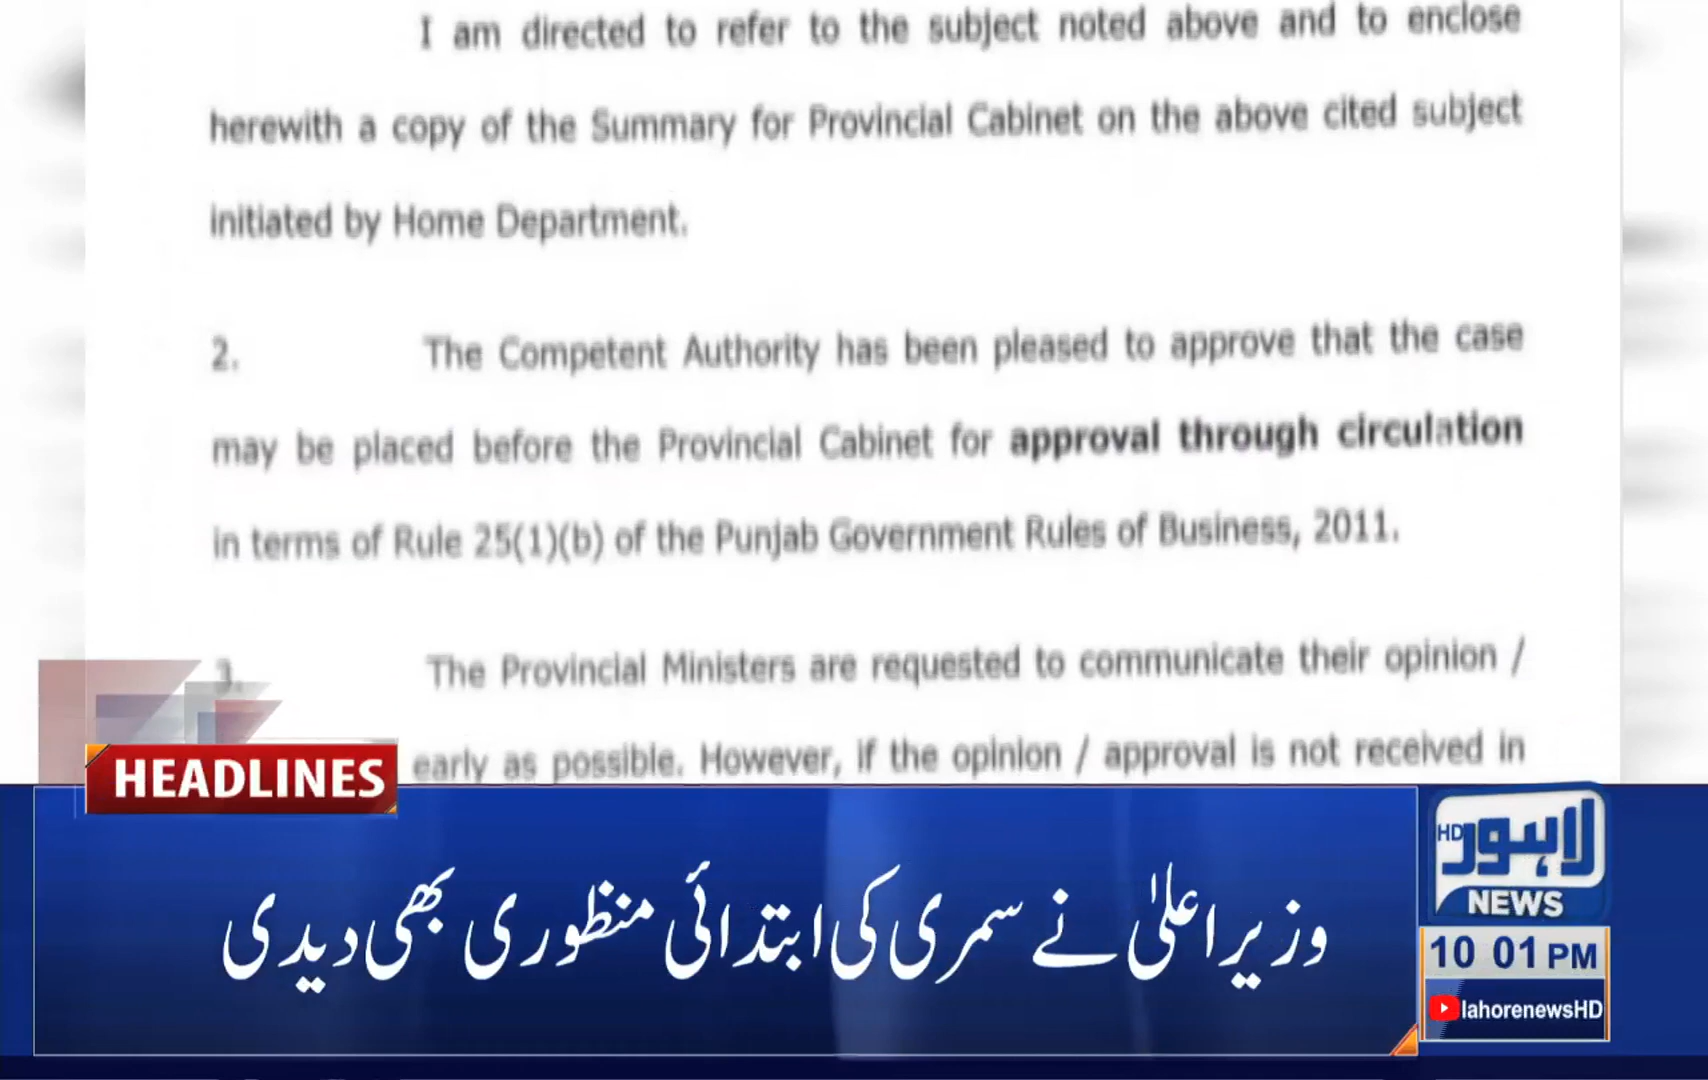 I am directed to refer to the subject noted above and to enclose
herewith a copy of the Summary for Provincial Cabinet on the above cited subject
initiated by Home Department.
2. The Competent Authority has been pleased to approve that the case
may be placed before the Provincial Cabinet for approval through circulation
in terms of Rule 25(1)(b) of the Punjab Government Rules of Business, 2011.
3. The Provincial Ministers are requested to communicate their opinion /
early as possible. However, if the opinion / approval is not received in
HEADLINES
وزیراعلیٰ نے سمری کی ابتدائی منظوری بھی دیدی
لاہور HD
NEWS
10 01 PM
lahorenewsHD